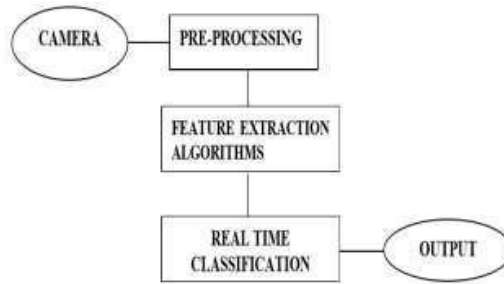 CAMERA
PRE-PROCESSING
FEATURE EXTRACTION
ALGORITHMS
REAL TIME
CLASSIFICATION
OUTPUT